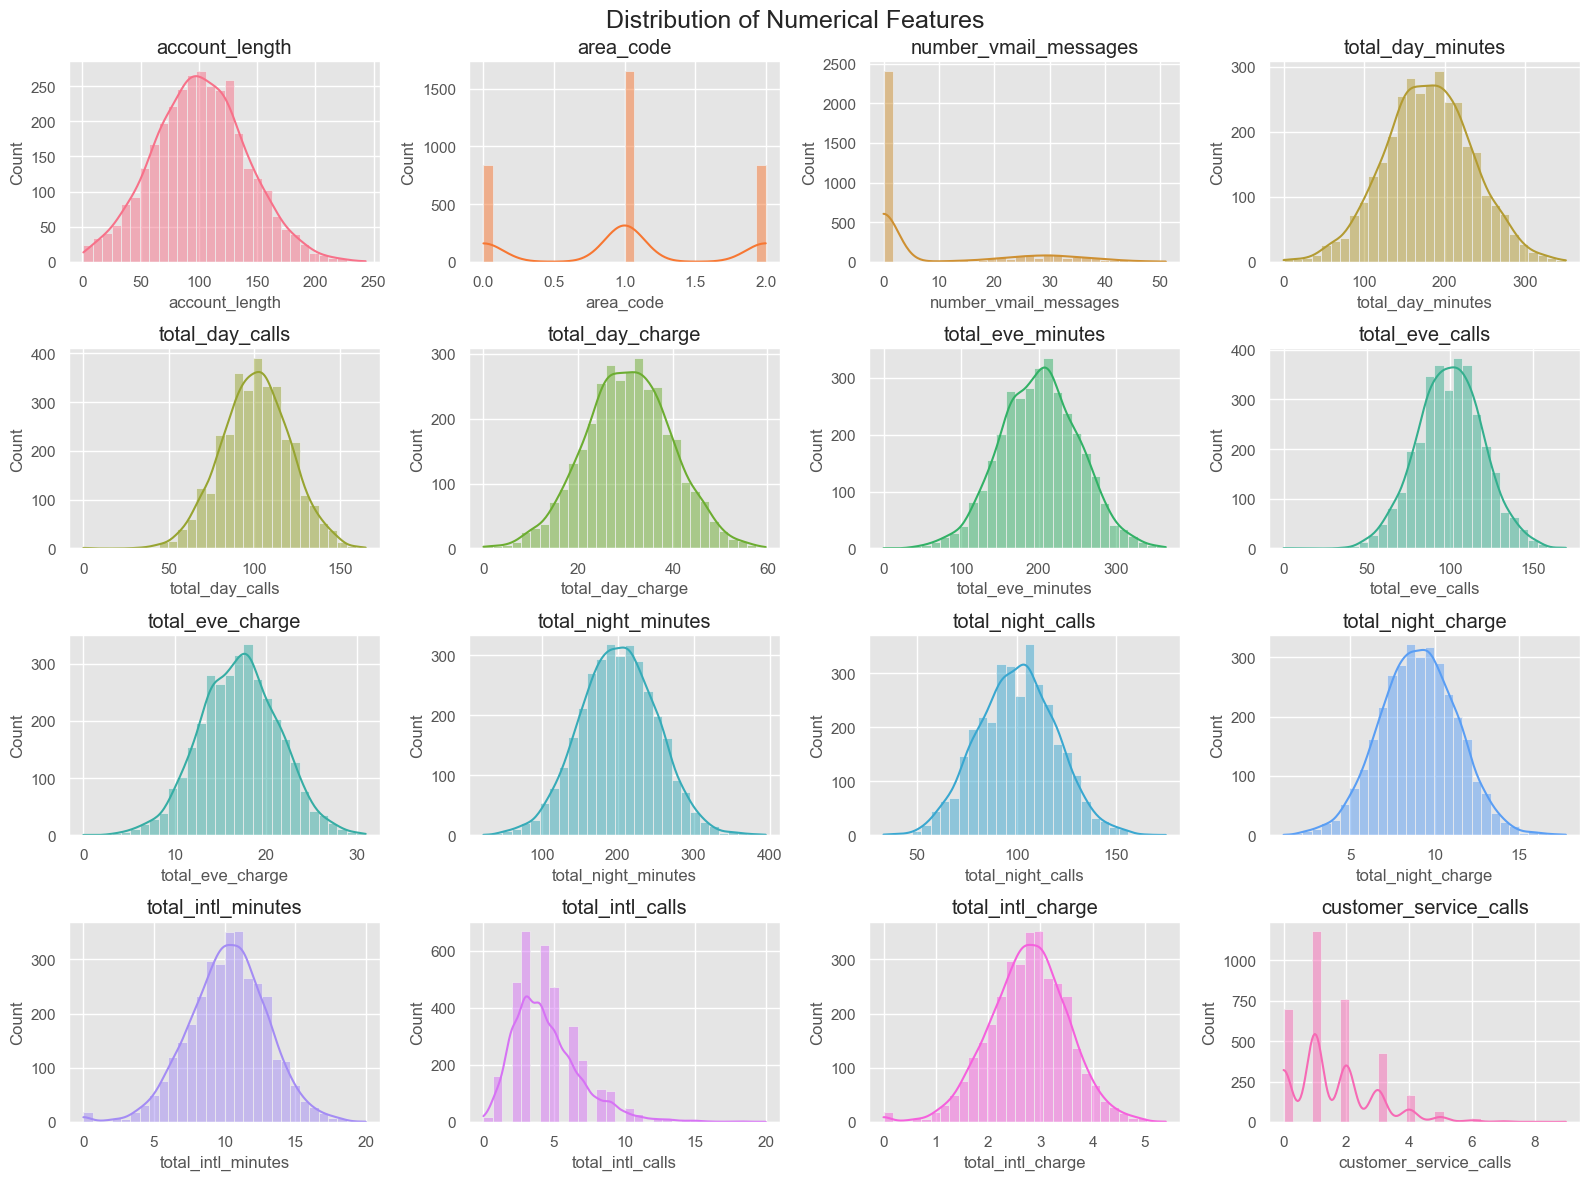 Distribution of Numerical Features
account_length
area_code
number_vmail_messages
total_day_minutes
Count
250
200
150
100
50
0
0 50 100 150 200 250
account_length
Count
1500
1000
500
0
0.0 0.5 1.0 1.5 2.0
area_code
Count
2500
2000
1500
1000
500
0
0 10 20 30 40 50
number_vmail_messages
Count
300
200
100
0
0 100 200 300
total_day_minutes
total_day_calls
total_day_charge
total_eve_minutes
total_eve_calls
Count
400
300
200
100
0
0 50 100 150
total_day_calls
Count
300
200
100
0
0 20 40 60
total_day_charge
Count
300
200
100
0
0 100 200 300
total_eve_minutes
Count
400
300
200
100
0
0 50 100 150
total_eve_calls
total_eve_charge
total_night_minutes
total_night_calls
total_night_charge
Count
300
200
100
0
0 10 20 30
total_eve_charge
Count
300
200
100
0
100 200 300 400
total_night_minutes
Count
300
200
100
0
50 100 150
total_night_calls
Count
300
200
100
0
5 10 15
total_night_charge
total_intl_minutes
total_intl_calls
total_intl_charge
customer_service_calls
Count
300
200
100
0
0 5 10 15 20
total_intl_minutes
Count
600
400
200
0
0 5 10 15 20
total_intl_calls
Count
300
200
100
0
0 1 2 3 4 5
total_intl_charge
Count
1000
750
500
250
0
0 2 4 6 8
customer_service_calls